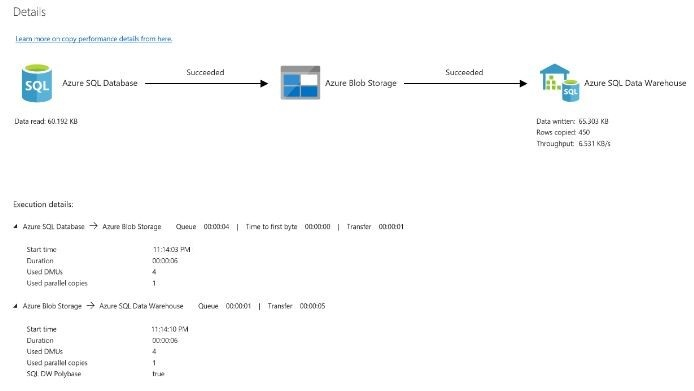 Details
Learn more on copy performance details from here.
Succeeded
Succeeded
SQL
Azure SQL Database
Azure Blob Storage
SQL
Azure SQL Data Warehouse
Data read: 60.192 KB
Data written: 65.303 KB
Rows copied: 450
Throughput: 6.531 KB/s
Execution details:
Azure SQL Database → Azure Blob Storage Queue 00:00:04 | Time to first byte 00:00:00 | Transfer 00:00:01
Start time 11:14:03 PM
Duration 00:00:06
Used DMUs 4
Used parallel copies 1
Azure Blob Storage → Azure SQL Data Warehouse Queue 00:00:01 | Transfer 00:00:05
Start time 11:14:10 PM
Duration 00:00:06
Used DMUs 4
Used parallel copies 1
SQL DW Polybase true